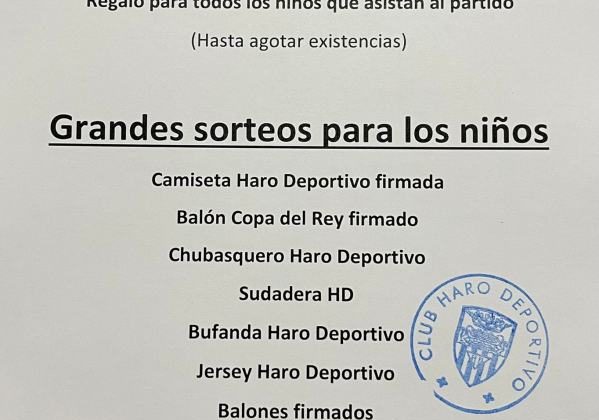 Regalo para todos los niños que asistan al partido
(Hasta agotar existencias)
Grandes sorteos para los niños
Camiseta Haro Deportivo firmada
Balón Copa del Rey firmado
Chubasquero Haro Deportivo
Sudadera HD
Bufanda Haro Deportivo
Jersey Haro Deportivo
Balones firmados
CLUB HARO DEPORTIVO